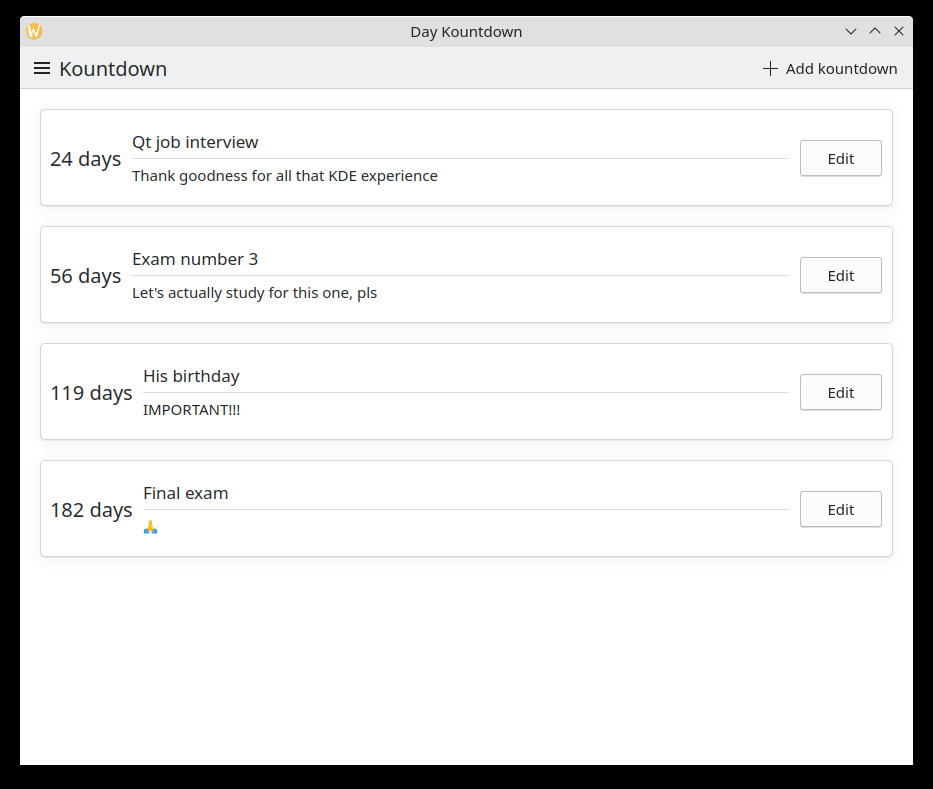 Day Kountdown
Kountdown
Add kountdown
24 days
Qt job interview
Thank goodness for all that KDE experience
Edit
56 days
Exam number 3
Let's actually study for this one, pls
Edit
119 days
His birthday
IMPORTANT!!!
Edit
182 days
Final exam
🙏
Edit